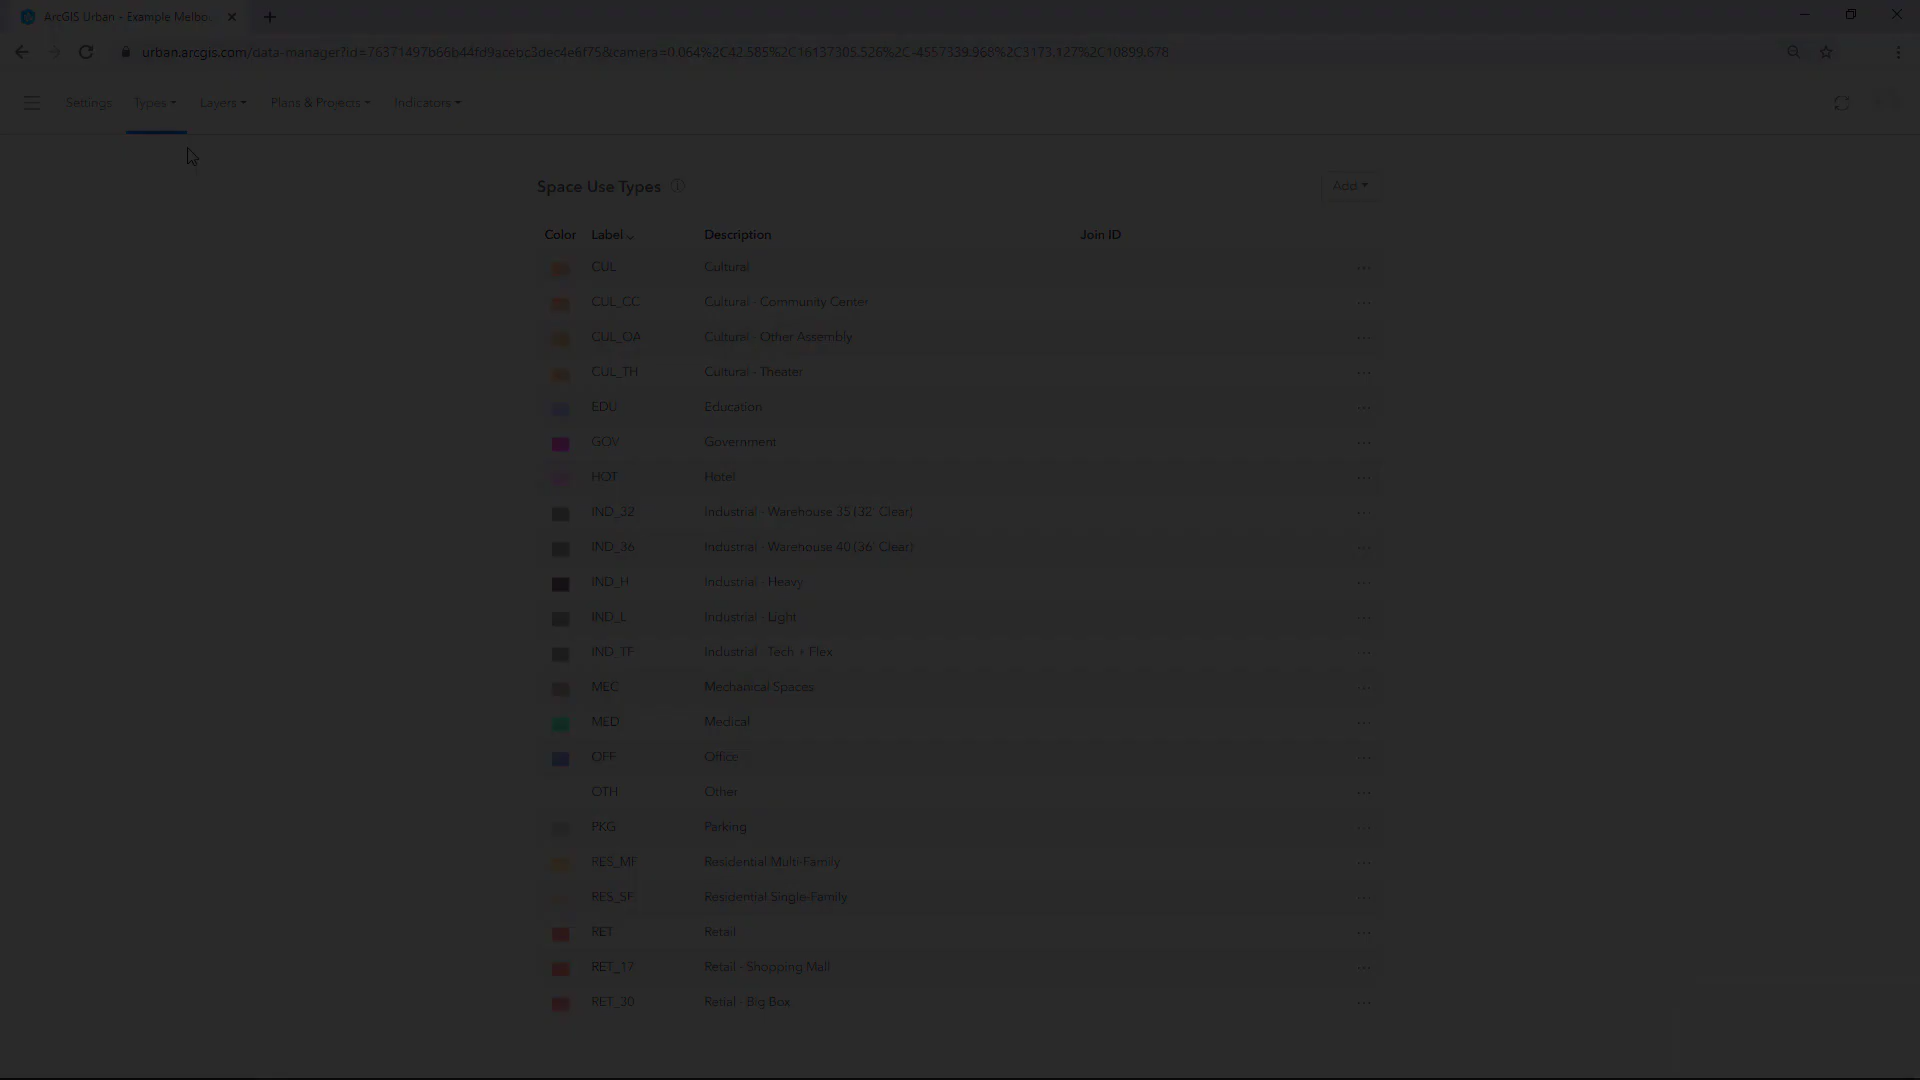 ArcGIS Urban - Example Melbo
urban.arcgis.com/data-manager?id=76371497b66b44fd9acebc3dec4e6f75&camera=0.064%2C42.585%2C16137305.526%2C-4557339.968%2C3173.127%2C10899.678
Settings Types Layers Plans & Projects Indicators
Space Use Types Add
Color Label Description Join ID
CUL Cultural
CUL_CC Cultural - Community Center
CUL_OA Cultural - Other Assembly
CUL_TH Cultural - Theater
EDU Education
GOV Government
HOT Hotel
IND_32 Industrial - Warehouse 35 (32' Clear)
IND_36 Industrial - Warehouse 40 (36' Clear)
IND_H Industrial - Heavy
IND_L Industrial - Light
IND_TF Industrial - Tech + Flex
MEC Mechanical Spaces
MED Medical
OFF Office
OTH Other
PKG Parking
RES_MF Residential Multi-Family
RES_SF Residential Single-Family
RET Retail
RET_17 Retail - Shopping Mall
RET_30 Retial - Big Box